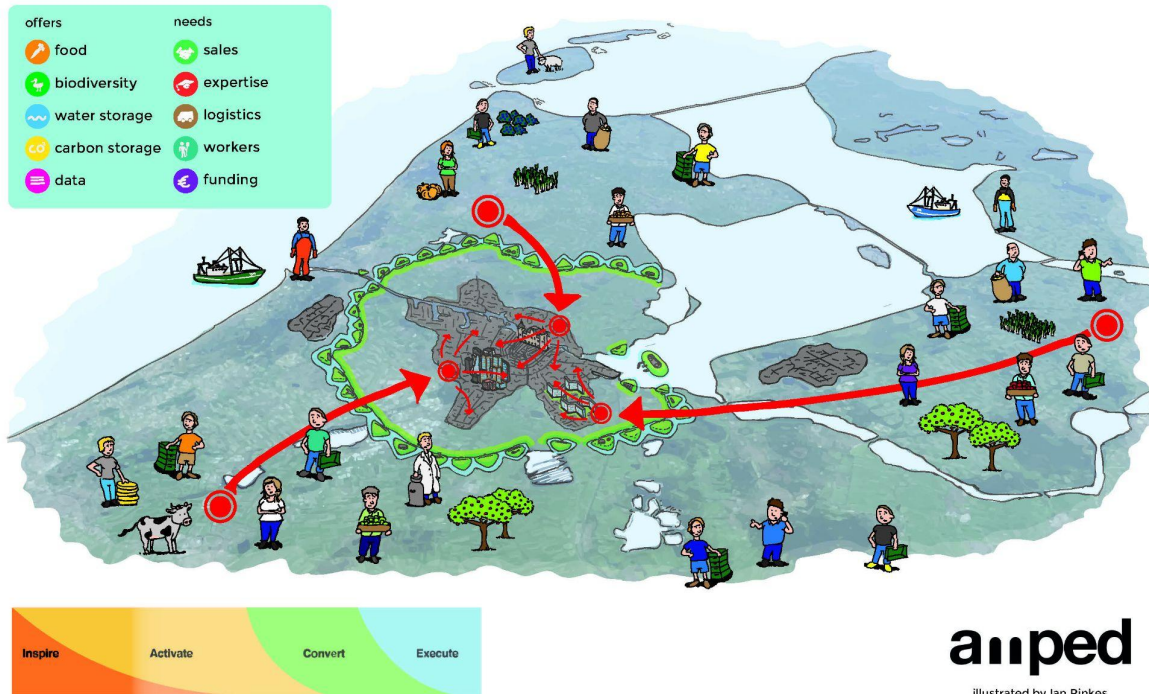 offers
needs
food
sales
biodiversity
expertise
water storage
logistics
carbon storage
workers
data
funding
Inspire
Activate
Convert
Execute
amped
illustrated by Jan Rinkes